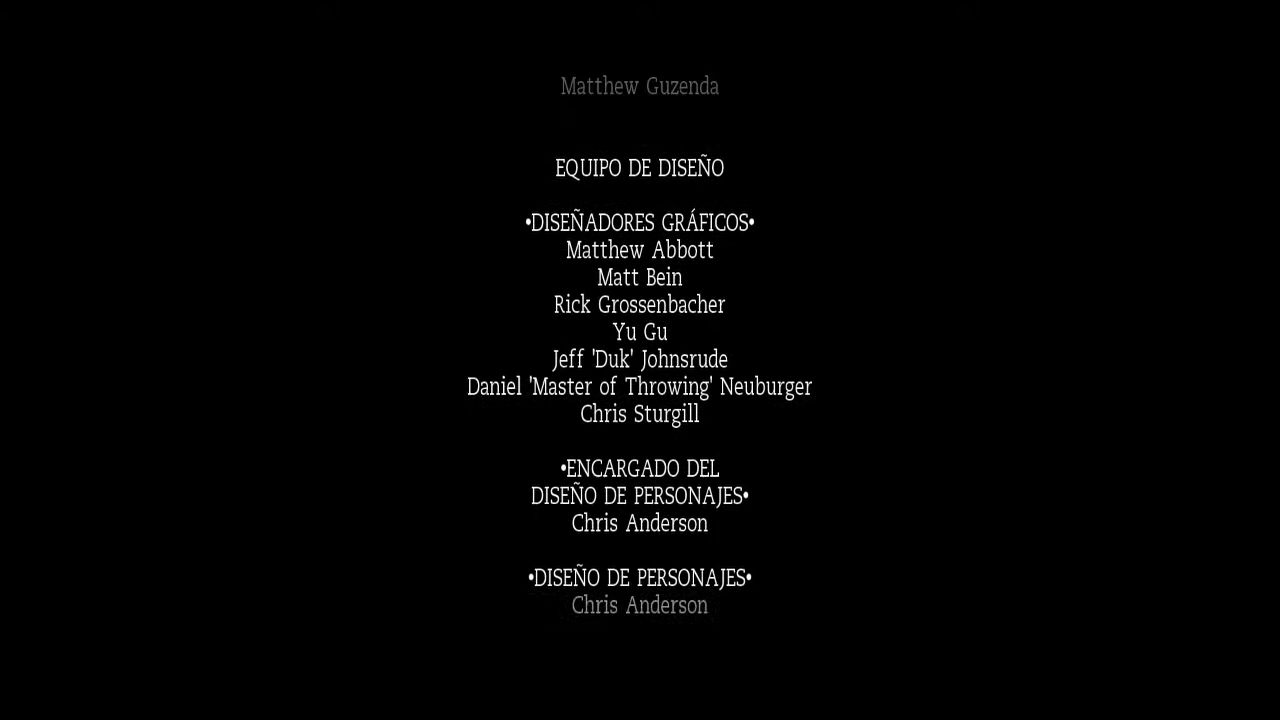 Matthew Guzenda
EQUIPO DE DISEÑO
•DISEÑADORES GRÁFICOS•
Matthew Abbott
Matt Bein
Rick Grossenbacher
Yu Gu
Jeff 'Duk' Johnsrude
Daniel 'Master of Throwing' Neuburger
Chris Sturgill
•ENCARGADO DEL
DISEÑO DE PERSONAJES•
Chris Anderson
•DISEÑO DE PERSONAJES•
Chris Anderson